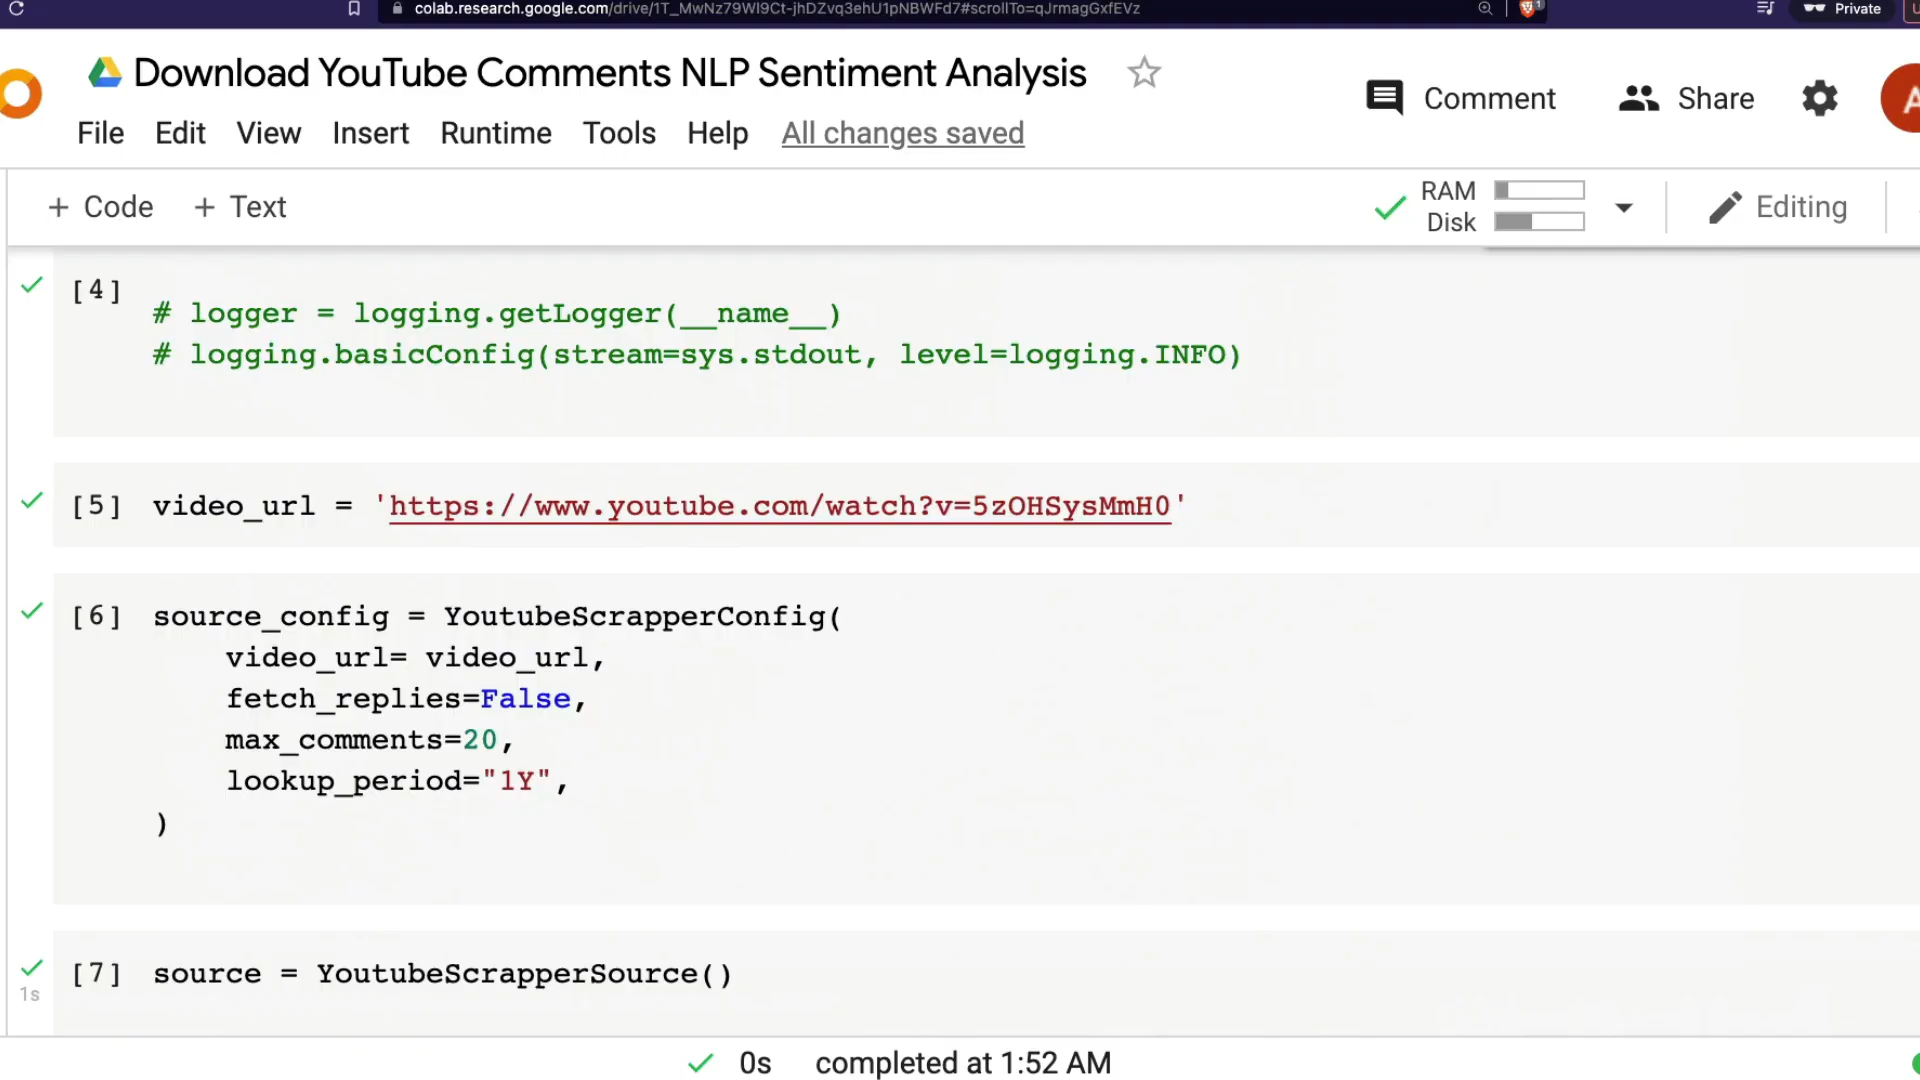 colab.research.google.com/drive/1T_MwNz79Wl9Ct-jhDZvq3ehU1pNBWFd7#scrollTo=qJrmagGxfEVz
1
Private
Download YouTube Comments NLP Sentiment Analysis
Comment
Share
A
File Edit View Insert Runtime Tools Help All changes saved
+ Code + Text
RAM
Disk
Editing
[4]
# logger = logging.getLogger(__name__)
# logging.basicConfig(stream=sys.stdout, level=logging.INFO)
[5] video_url = 'https://www.youtube.com/watch?v=5zOHSysMmH0'
[6] source_config = YoutubeScrapperConfig(
video_url= video_url,
fetch_replies=False,
max_comments=20,
lookup_period="1Y",
)
[7] source = YoutubeScrapperSource()
1s
0s completed at 1:52 AM